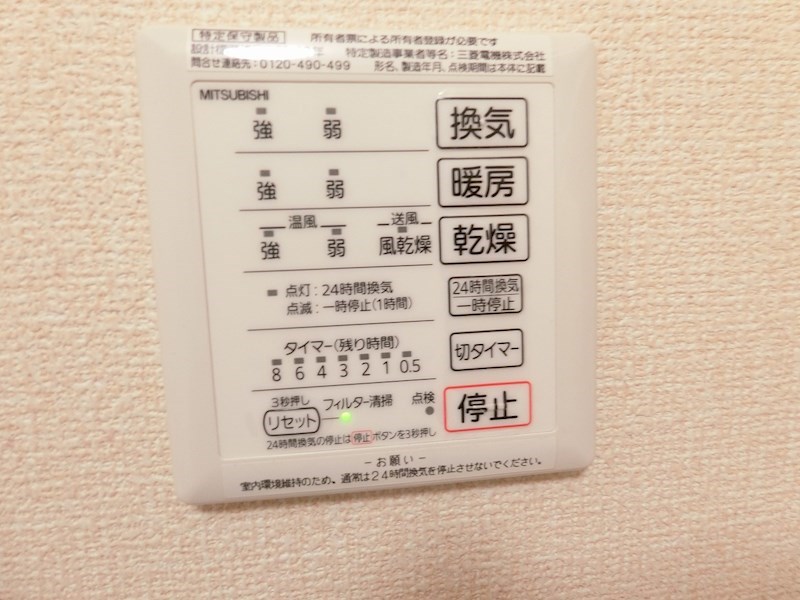 特定保守製品 所有者票による所有者登録が必要です
年 特定製造事業者等名：三菱電機株式会社
問合せ連絡先：0120-490-499 形名、製造年月、点検期間は本体に記載
MITSUBISHI
強 弱 換気
強 弱 暖房
温風 送風
強 弱 風乾燥 乾燥
点灯：24時間換気
点滅：一時停止(1時間)
24時間換気
一時停止
タイマー(残り時間)
8 6 4 3 2 1 0.5
切タイマー
3秒押し フィルター清掃 点検
リセット
停止
24時間換気の停止は停止ボタンを3秒押し
－お願い－
室内環境維持のため、通常は24時間換気を停止させないでください。